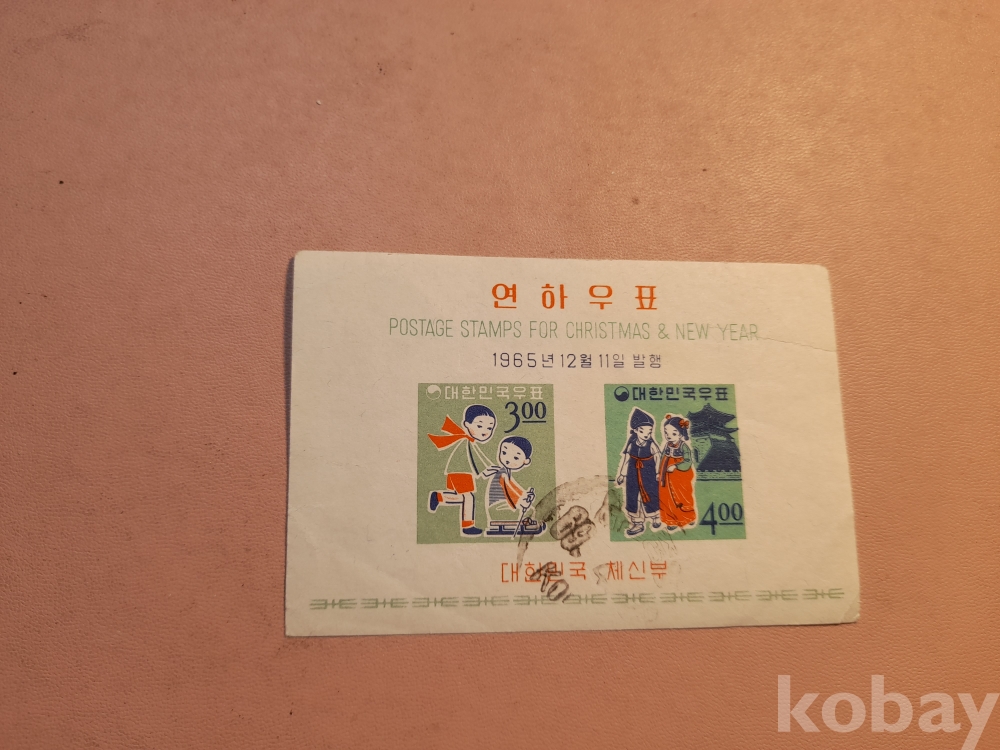 연하우표
POSTAGE STAMPS FOR CHRISTMAS & NEW YEAR
1965년 12월 11일 발행
대한민국우표
3.00
대한민국우표
4.00
대한민국 체신부
kobay